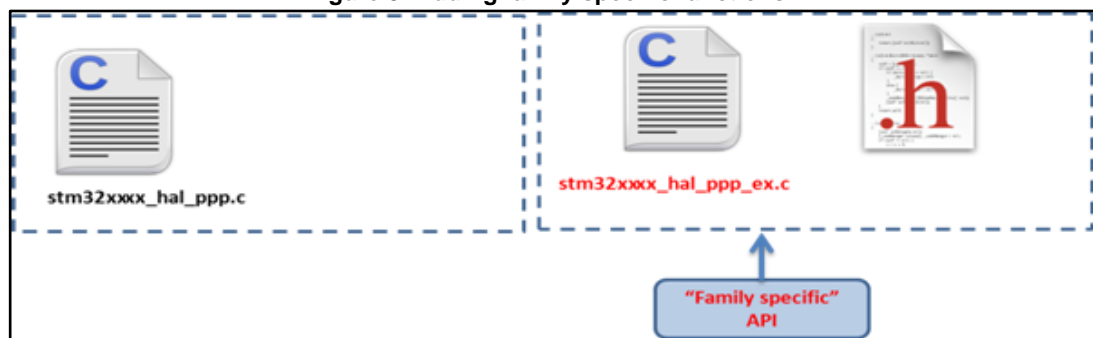 C
C
.h
stm32xxxx_hal_ppp.c
stm32xxxx_hal_ppp_ex.c
“Family specific”
API